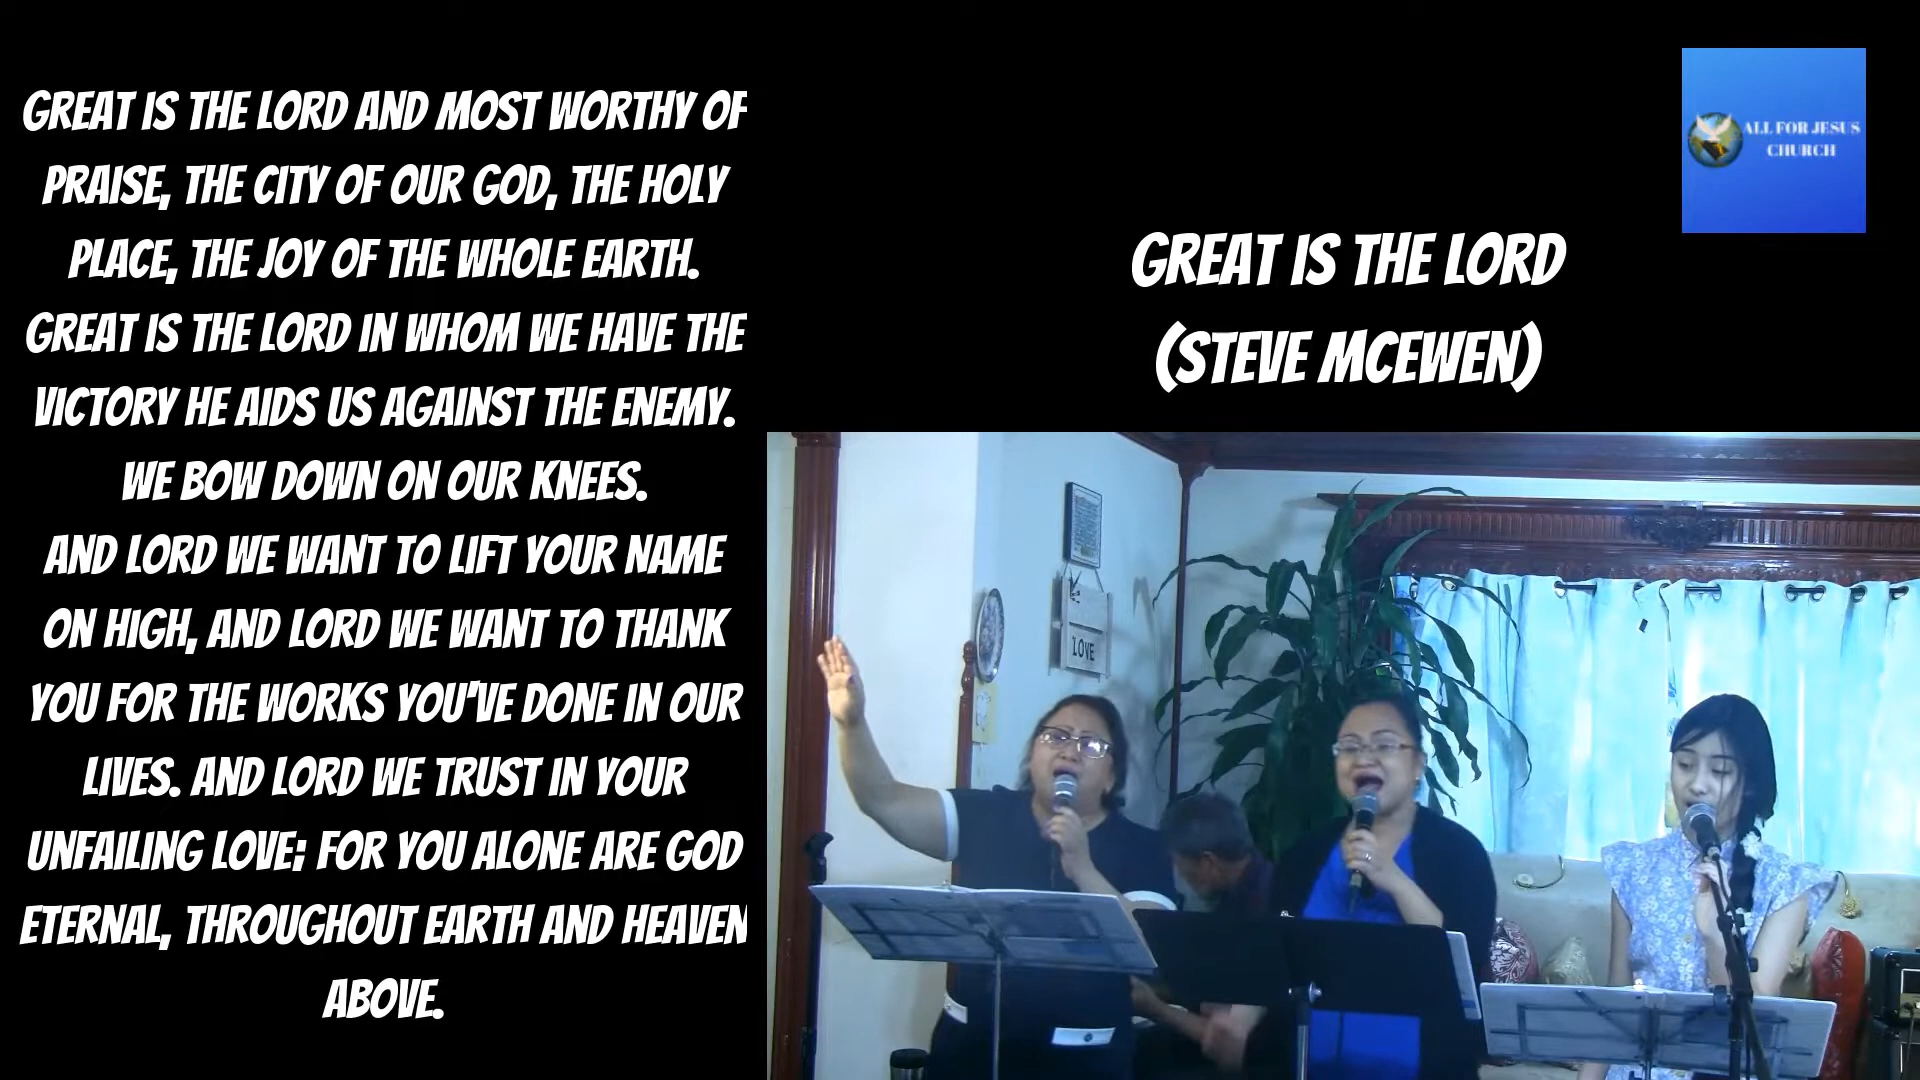 GREAT IS THE LORD AND MOST WORTHY OF
PRAISE, THE CITY OF OUR GOD, THE HOLY
PLACE, THE JOY OF THE WHOLE EARTH.
GREAT IS THE LORD IN WHOM WE HAVE THE
VICTORY HE AIDS US AGAINST THE ENEMY.
WE BOW DOWN ON OUR KNEES.
AND LORD WE WANT TO LIFT YOUR NAME
ON HIGH, AND LORD WE WANT TO THANK
YOU FOR THE WORKS YOU'VE DONE IN OUR
LIVES. AND LORD WE TRUST IN YOUR
UNFAILING LOVE; FOR YOU ALONE ARE GOD
ETERNAL, THROUGHOUT EARTH AND HEAVEN
ABOVE.
ALL FOR JESUS
CHURCH
GREAT IS THE LORD
(STEVE MCEWEN)
LOVE